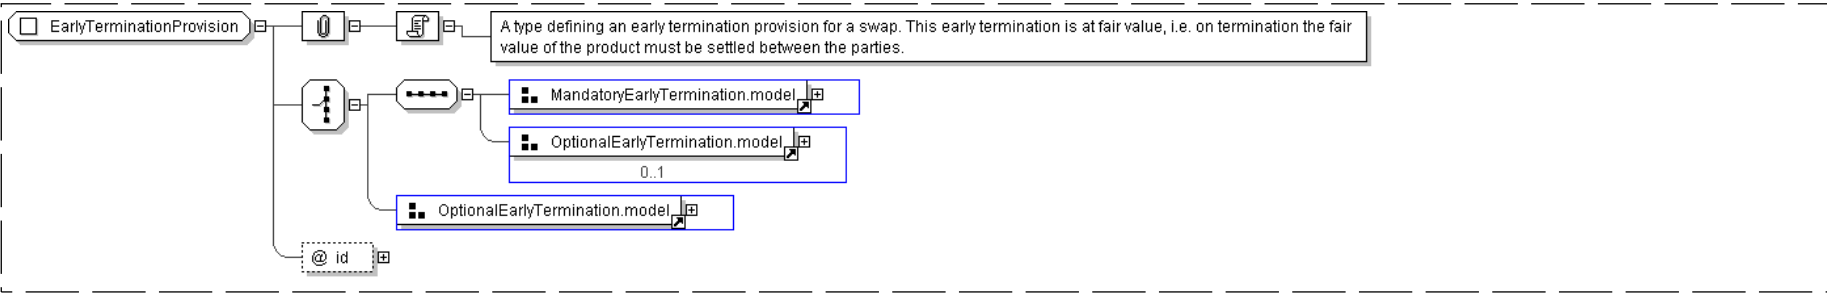 EarlyTerminationProvision
A type defining an early termination provision for a swap. This early termination is at fair value, i.e. on termination the fair
value of the product must be settled between the parties.
MandatoryEarlyTermination.model
OptionalEarlyTermination.model
0..1
OptionalEarlyTermination.model
@ id